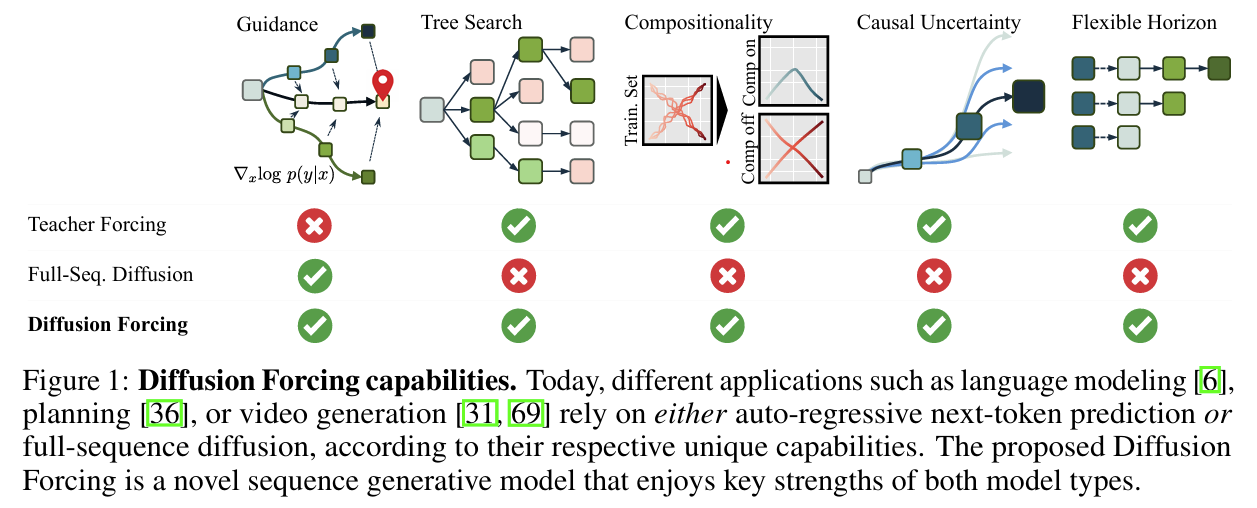 Guidance
Tree Search
Compositionality
Causal Uncertainty
Flexible Horizon
Train. Set
Comp on
Comp off
∇ₓlog p(y|x)
Teacher Forcing
Full-Seq. Diffusion
Diffusion Forcing
Figure 1: Diffusion Forcing capabilities. Today, different applications such as language modeling [6],
planning [36], or video generation [31, 69] rely on either auto-regressive next-token prediction or
full-sequence diffusion, according to their respective unique capabilities. The proposed Diffusion
Forcing is a novel sequence generative model that enjoys key strengths of both model types.